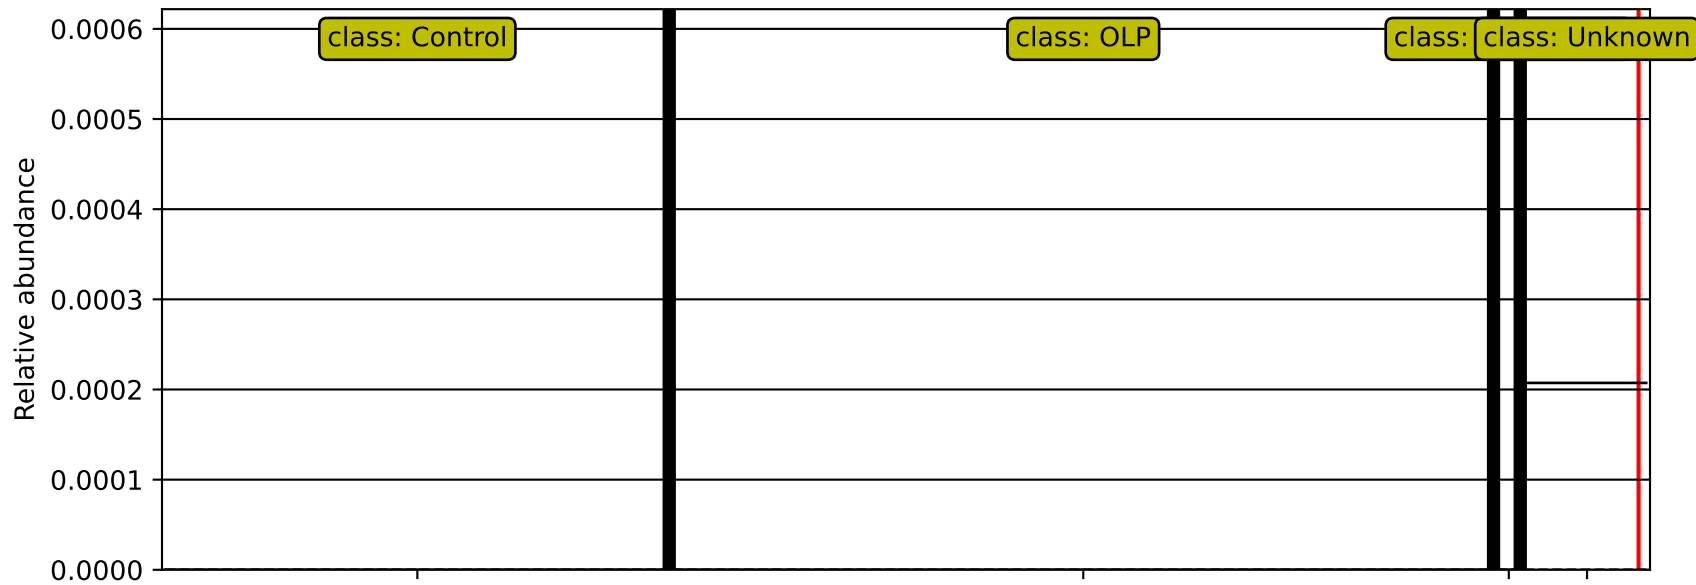 class: Control
class: OLP
class:
class: Unknown
0.0006
0.0005
0.0004
0.0003
0.0002
0.0001
0.0000
Relative abundance